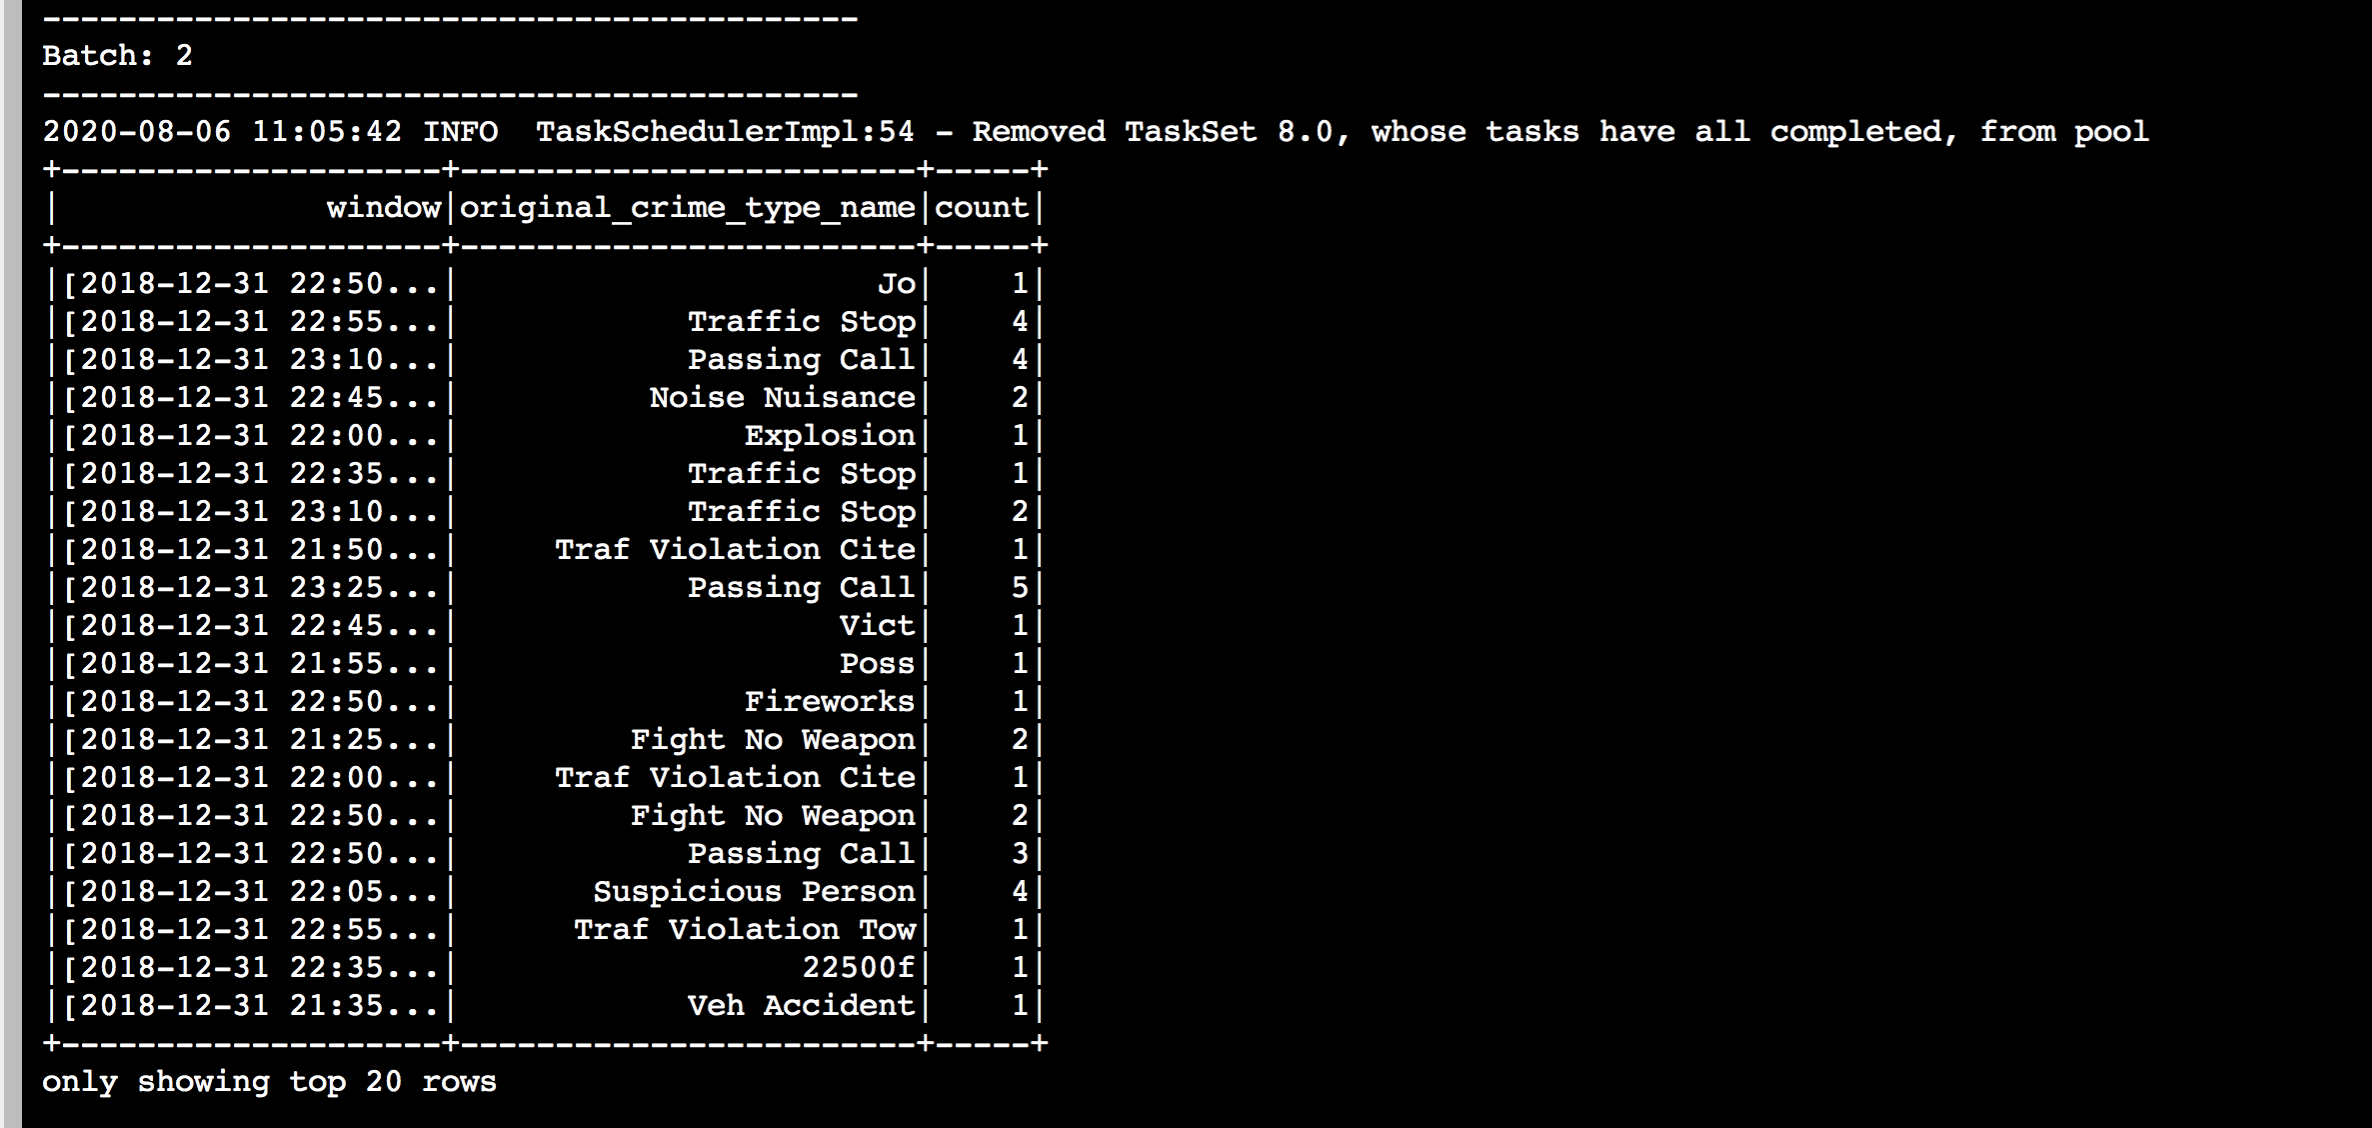 -------------------------------------------
Batch: 2
-------------------------------------------
2020-08-06 11:05:42 INFO  TaskSchedulerImpl:54 - Removed TaskSet 8.0, whose tasks have all completed, from pool
+--------------------+------------------------+-----+
|              window|original_crime_type_name|count|
+--------------------+------------------------+-----+
|[2018-12-31 22:50...|                      Jo|    1|
|[2018-12-31 22:55...|            Traffic Stop|    4|
|[2018-12-31 23:10...|            Passing Call|    4|
|[2018-12-31 22:45...|          Noise Nuisance|    2|
|[2018-12-31 22:00...|               Explosion|    1|
|[2018-12-31 22:35...|            Traffic Stop|    1|
|[2018-12-31 23:10...|            Traffic Stop|    2|
|[2018-12-31 21:50...|     Traf Violation Cite|    1|
|[2018-12-31 23:25...|            Passing Call|    5|
|[2018-12-31 22:45...|                    Vict|    1|
|[2018-12-31 21:55...|                    Poss|    1|
|[2018-12-31 22:50...|               Fireworks|    1|
|[2018-12-31 21:25...|         Fight No Weapon|    2|
|[2018-12-31 22:00...|     Traf Violation Cite|    1|
|[2018-12-31 22:50...|         Fight No Weapon|    2|
|[2018-12-31 22:50...|            Passing Call|    3|
|[2018-12-31 22:05...|       Suspicious Person|    4|
|[2018-12-31 22:55...|      Traf Violation Tow|    1|
|[2018-12-31 22:35...|                  22500f|    1|
|[2018-12-31 21:35...|            Veh Accident|    1|
+--------------------+------------------------+-----+
only showing top 20 rows